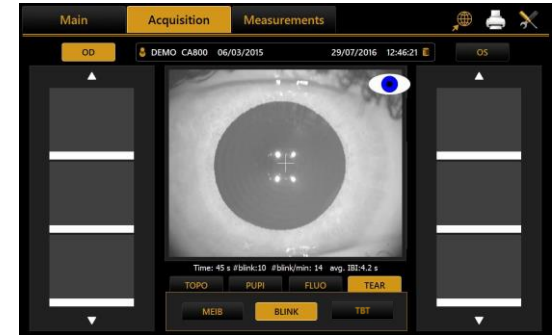 Main Acquisition Measurements
OD DEMO CA800 06/03/2015 29/07/2016 12:46:21 E OS
Time: 45 s #blink:10 #blink/min: 14 avg. IBI:4.2 s
TOPO PUPI FLUO TEAR
MEIB BLINK TBT